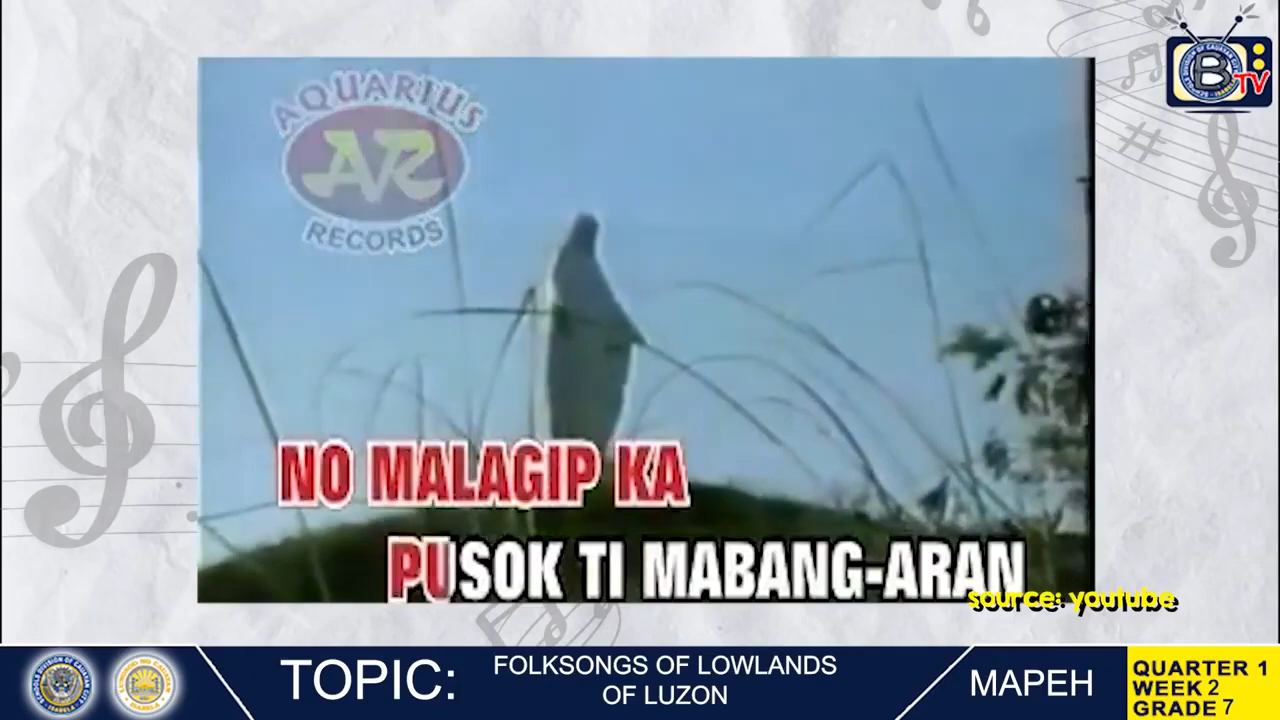 AQUARIUS
AR
RECORDS
B TV
NO MALAGIP KA
PUSOK TI MABANG-ARAN
source: youtube
TOPIC:
FOLKSONGS OF LOWLANDS
OF LUZON
MAPEH
QUARTER 1
WEEK 2
GRADE 7